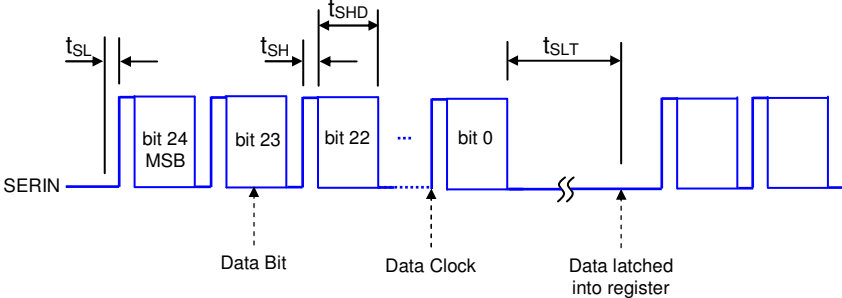 tSHD
tSL
tSH
tSLT
bit 24
MSB
bit 23
bit 22
...
bit 0
SERIN
Data Bit
Data Clock
Data latched
into register